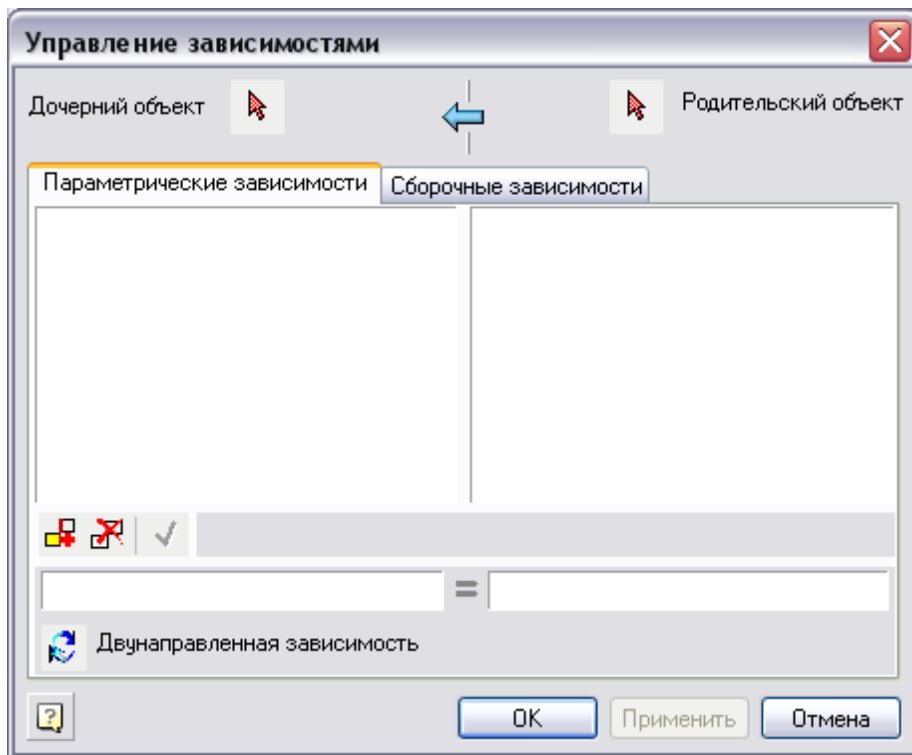 Управление зависимостями
Дочерний объект
Родительский объект
Параметрические зависимости
Сборочные зависимости
=
Двунаправленная зависимость
?
OK
Применить
Отмена